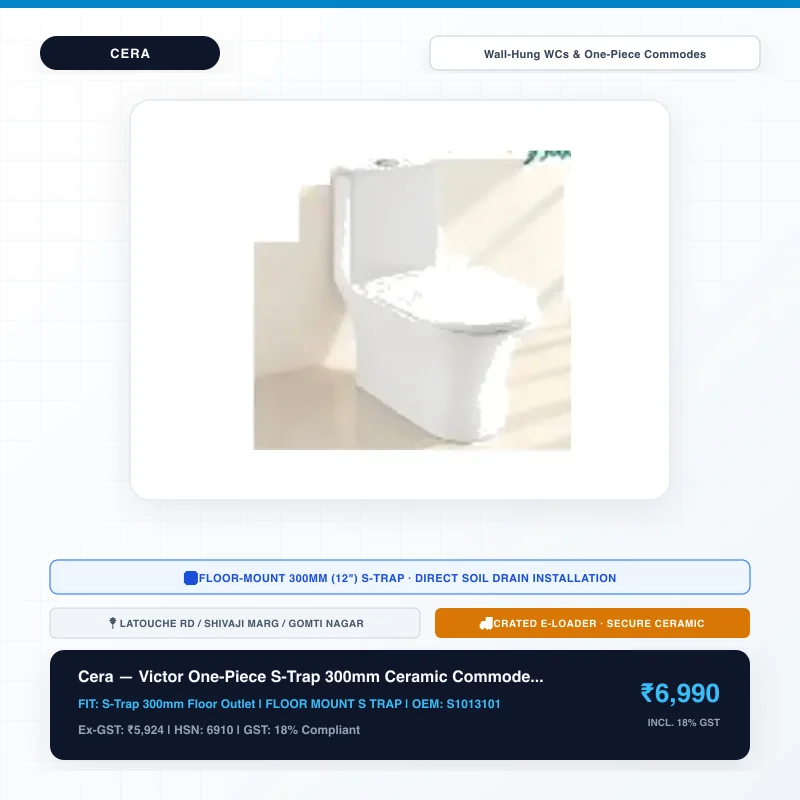 CERA
Wall-Hung WCs & One-Piece Commodes
FLOOR-MOUNT 300MM (12") S-TRAP · DIRECT SOIL DRAIN INSTALLATION
LATOUCHE RD / SHIVAJI MARG / GOMTI NAGAR
CRATED E-LOADER · SECURE CERAMIC
Cera — Victor One-Piece S-Trap 300mm Ceramic Commode...
FIT: S-Trap 300mm Floor Outlet | FLOOR MOUNT S TRAP | OEM: S1013101
Ex-GST: ₹5,924 | HSN: 6910 | GST: 18% Compliant
₹6,990
INCL. 18% GST